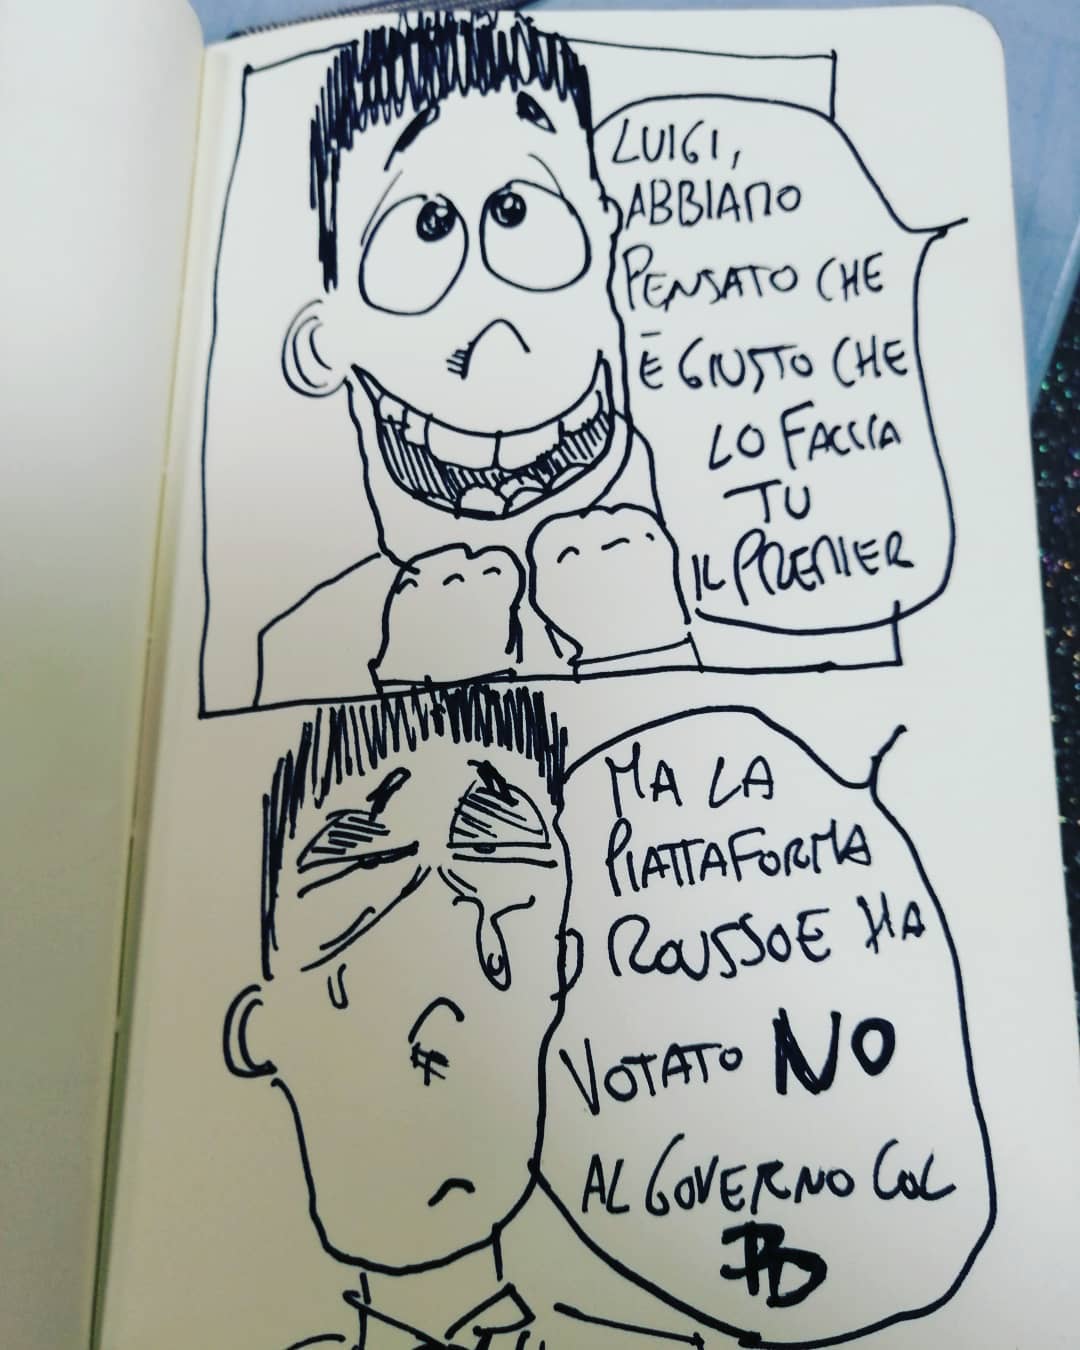 LUIGI,
ABBIAMO
PENSATO CHE
È GIUSTO CHE
LO FACCIA
TU
IL PREMIER
MA LA
PIATTAFORMA
ROUSSOE HA
VOTATO NO
AL GOVERNO COL
PD